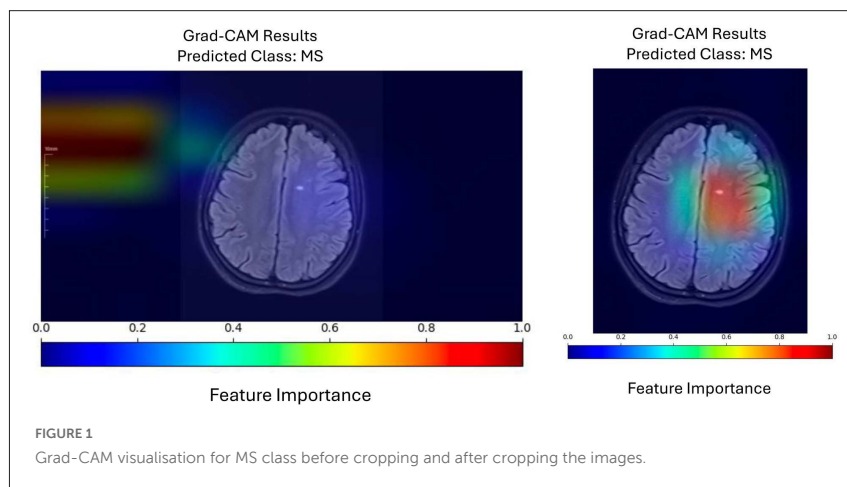 Grad-CAM Results
Predicted Class: MS
0.0 0.2 0.4 0.6 0.8 1.0
Feature Importance
Grad-CAM Results
Predicted Class: MS
0.0 0.2 0.4 0.6 0.8 1.0
Feature Importance
FIGURE 1
Grad-CAM visualisation for MS class before cropping and after cropping the images.